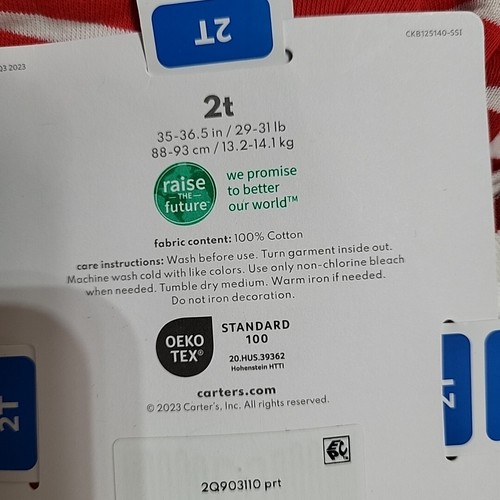 2T
CKB125140-SSI
Q3 2023
2t
35-36.5 in / 29-31 lb
88-93 cm / 13.2-14.1 kg
raise
THE
future™
we promise
to better
our world™
fabric content: 100% Cotton
care instructions: Wash before use. Turn garment inside out.
Machine wash cold with like colors. Use only non-chlorine bleach
when needed. Tumble dry medium. Warm iron if needed.
Do not iron decoration.
OEKO
TEX®
STANDARD
100
20.HUS.39362
Hohenstein HTTI
carters.com
© 2023 Carter's, Inc. All rights reserved.
2T
2T
2Q903110 prt